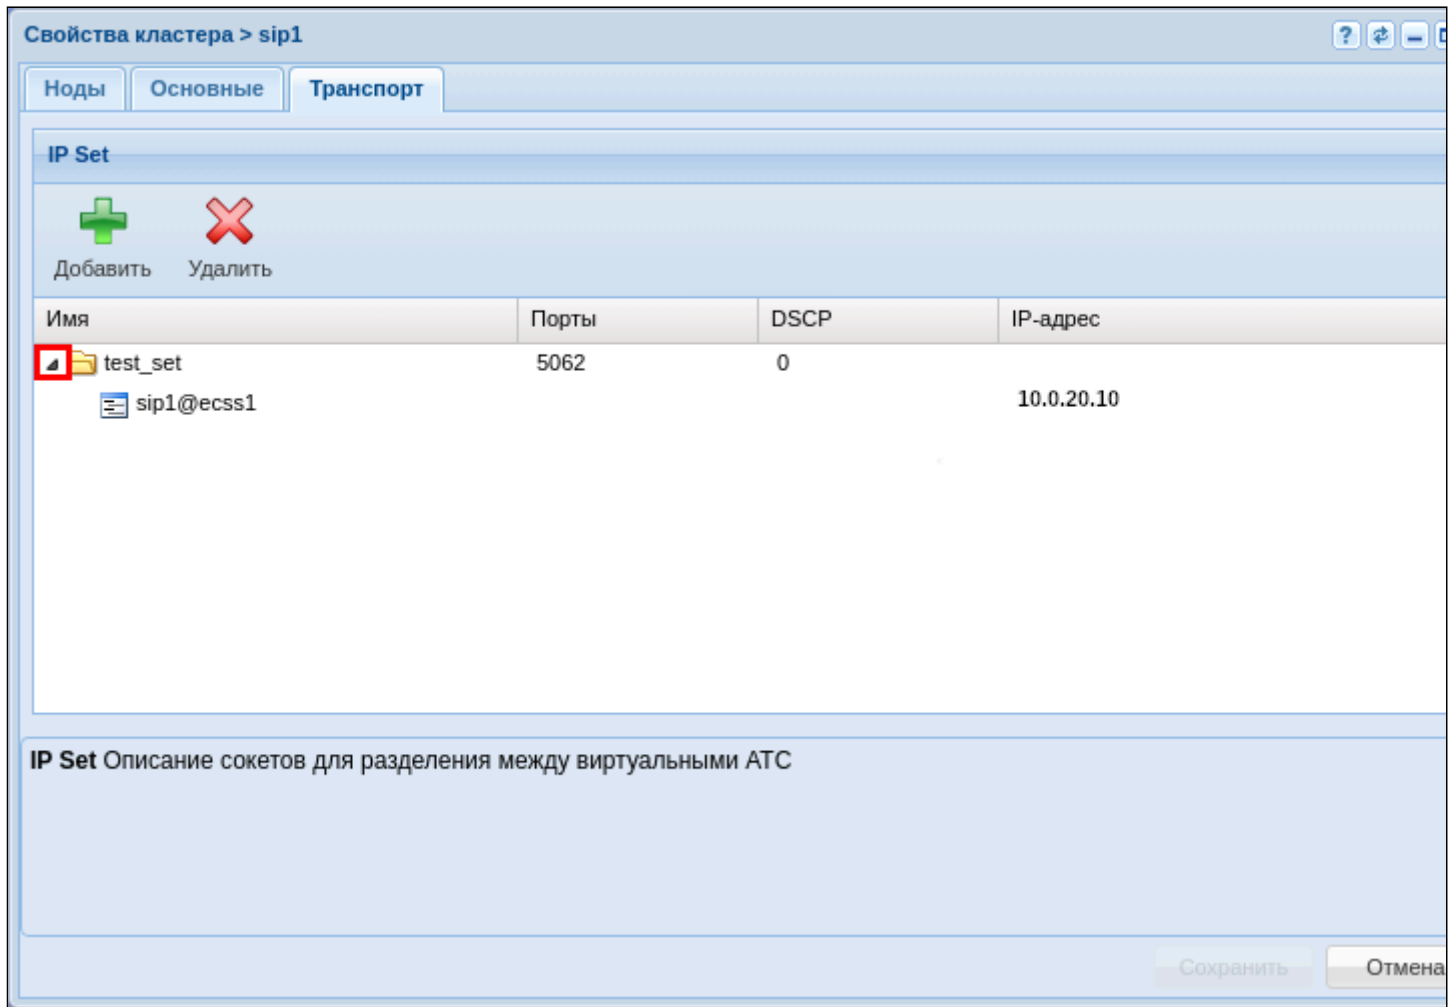 Свойства кластера > sip1
?
Ноды Основные Транспорт
IP Set
Добавить Удалить
Имя Порты DSCP IP-адрес
test_set 5062 0
sip1@ecss1 10.0.20.10
IP Set Описание сокетов для разделения между виртуальными АТС
Сохранить Отмена